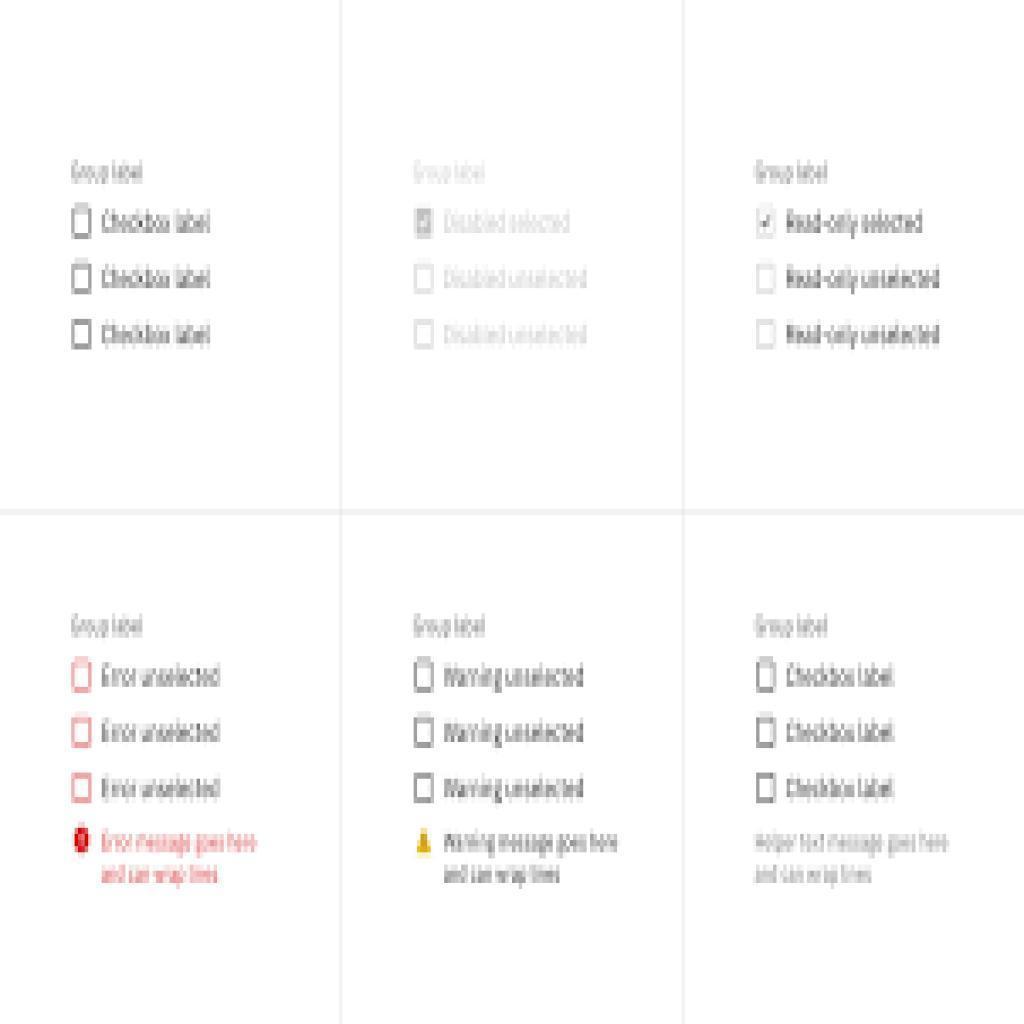 Group label
Checkbox label
Checkbox label
Checkbox label
Group label
Disabled selected
Disabled unselected
Disabled unselected
Group label
Read-only selected
Read-only unselected
Read-only unselected
Group label
Error unselected
Error unselected
Error unselected
Error message goes here
and can wrap lines
Group label
Warning unselected
Warning unselected
Warning unselected
Warning message goes here
and can wrap lines
Group label
Checkbox label
Checkbox label
Checkbox label
Helper text message goes here
and can wrap lines